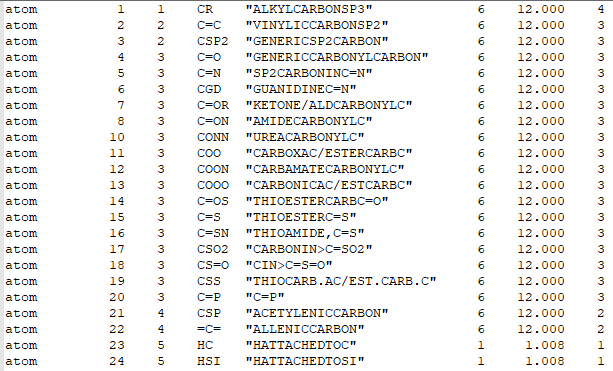 atom 1 1 CR "ALKYLCARBONSP3" 6 12.000 4
atom 2 2 C=C "VINYLICCARBONSP2" 6 12.000 3
atom 3 2 CSP2 "GENERICSP2CARBON" 6 12.000 3
atom 4 3 C=O "GENERICCARBONYLCARBON" 6 12.000 3
atom 5 3 C=N "SP2CARBONINC=N" 6 12.000 3
atom 6 3 CGD "GUANIDINEC=N" 6 12.000 3
atom 7 3 C=OR "KETONE/ALDCARBONYLC" 6 12.000 3
atom 8 3 C=ON "AMIDECARBONYLC" 6 12.000 3
atom 10 3 CONN "UREACARBONYLC" 6 12.000 3
atom 11 3 COO "CARBOXAC/ESTERCARBC" 6 12.000 3
atom 12 3 COON "CARBAMATECARBONYLC" 6 12.000 3
atom 13 3 COOO "CARBONICAC/ESTCARBC" 6 12.000 3
atom 14 3 C=OS "THIOESTERCARBC=O" 6 12.000 3
atom 15 3 C=S "THIOESTERC=S" 6 12.000 3
atom 16 3 C=SN "THIOAMIDE,C=S" 6 12.000 3
atom 17 3 CSO2 "CARBONIN>C=SO2" 6 12.000 3
atom 18 3 CS=O "CIN>C=S=O" 6 12.000 3
atom 19 3 CSS "THIOCARB.AC/EST.CARB.C" 6 12.000 3
atom 20 3 C=P "C=P" 6 12.000 3
atom 21 4 CSP "ACETYLENICCARBON" 6 12.000 2
atom 22 4 =C= "ALLENICCARBON" 6 12.000 2
atom 23 5 HC "HATTACHEDTOC" 1 1.008 1
atom 24 5 HSI "HATTACHEDTOSI" 1 1.008 1